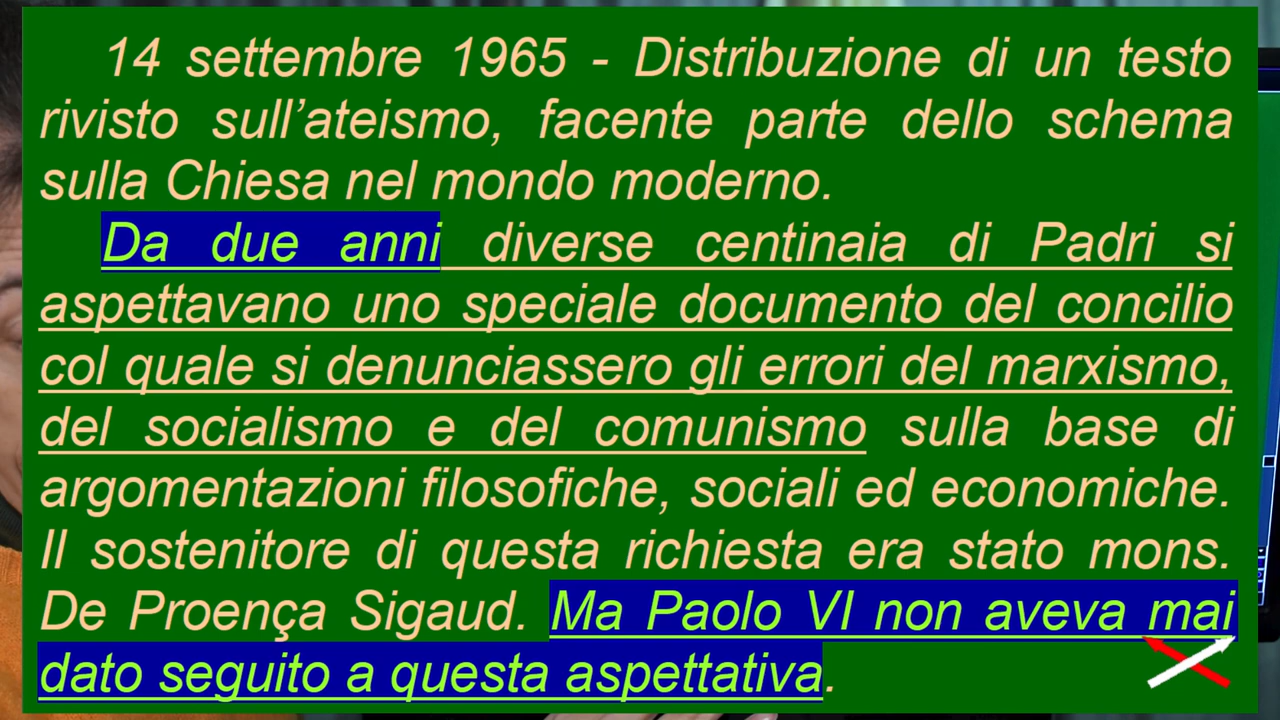 14 settembre 1965 - Distribuzione di un testo
rivisto sull’ateismo, facente parte dello schema
sulla Chiesa nel mondo moderno.
Da due anni diverse centinaia di Padri si
aspettavano uno speciale documento del concilio
col quale si denunciassero gli errori del marxismo,
del socialismo e del comunismo sulla base di
argomentazioni filosofiche, sociali ed economiche.
Il sostenitore di questa richiesta era stato mons.
De Proença Sigaud. Ma Paolo VI non aveva mai
dato seguito a questa aspettativa.